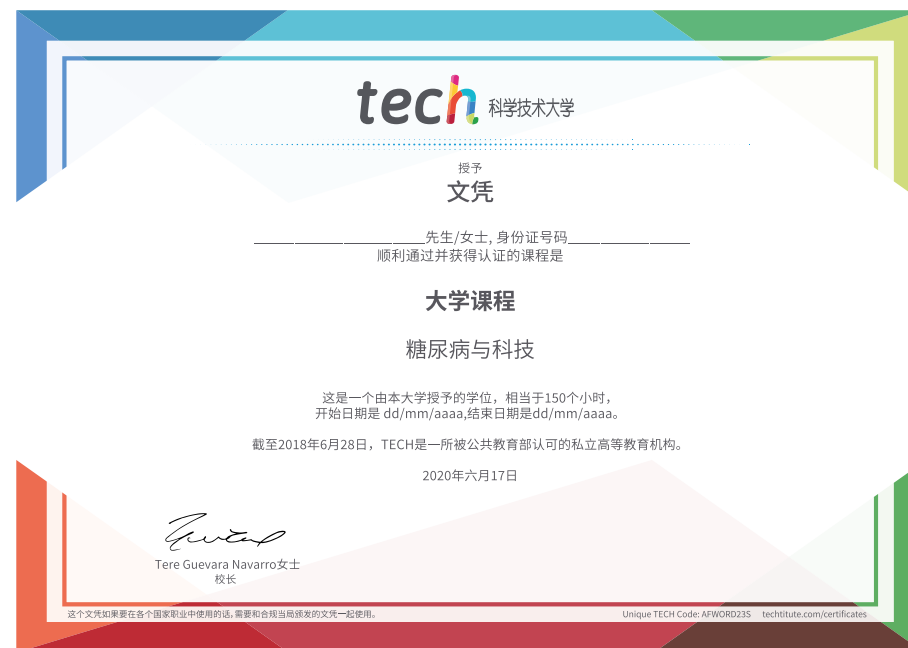 tech 科学技术大学
授予
文凭
_____________________先生/女士, 身份证号码_______________
顺利通过并获得认证的课程是
大学课程
糖尿病与科技
这是一个由本大学授予的学位，相当于150个小时，
开始日期是 dd/mm/aaaa,结束日期是dd/mm/aaaa。
截至2018年6月28日，TECH是一所被公共教育部认可的私立高等教育机构。
2020年六月17日
Tere Guevara Navarro女士
校长
这个文凭如果要在各个国家职业中使用的话,需要和合规当局颁发的文凭一起使用。
Unique TECH Code: AFWORD23S techtitute.com/certificates